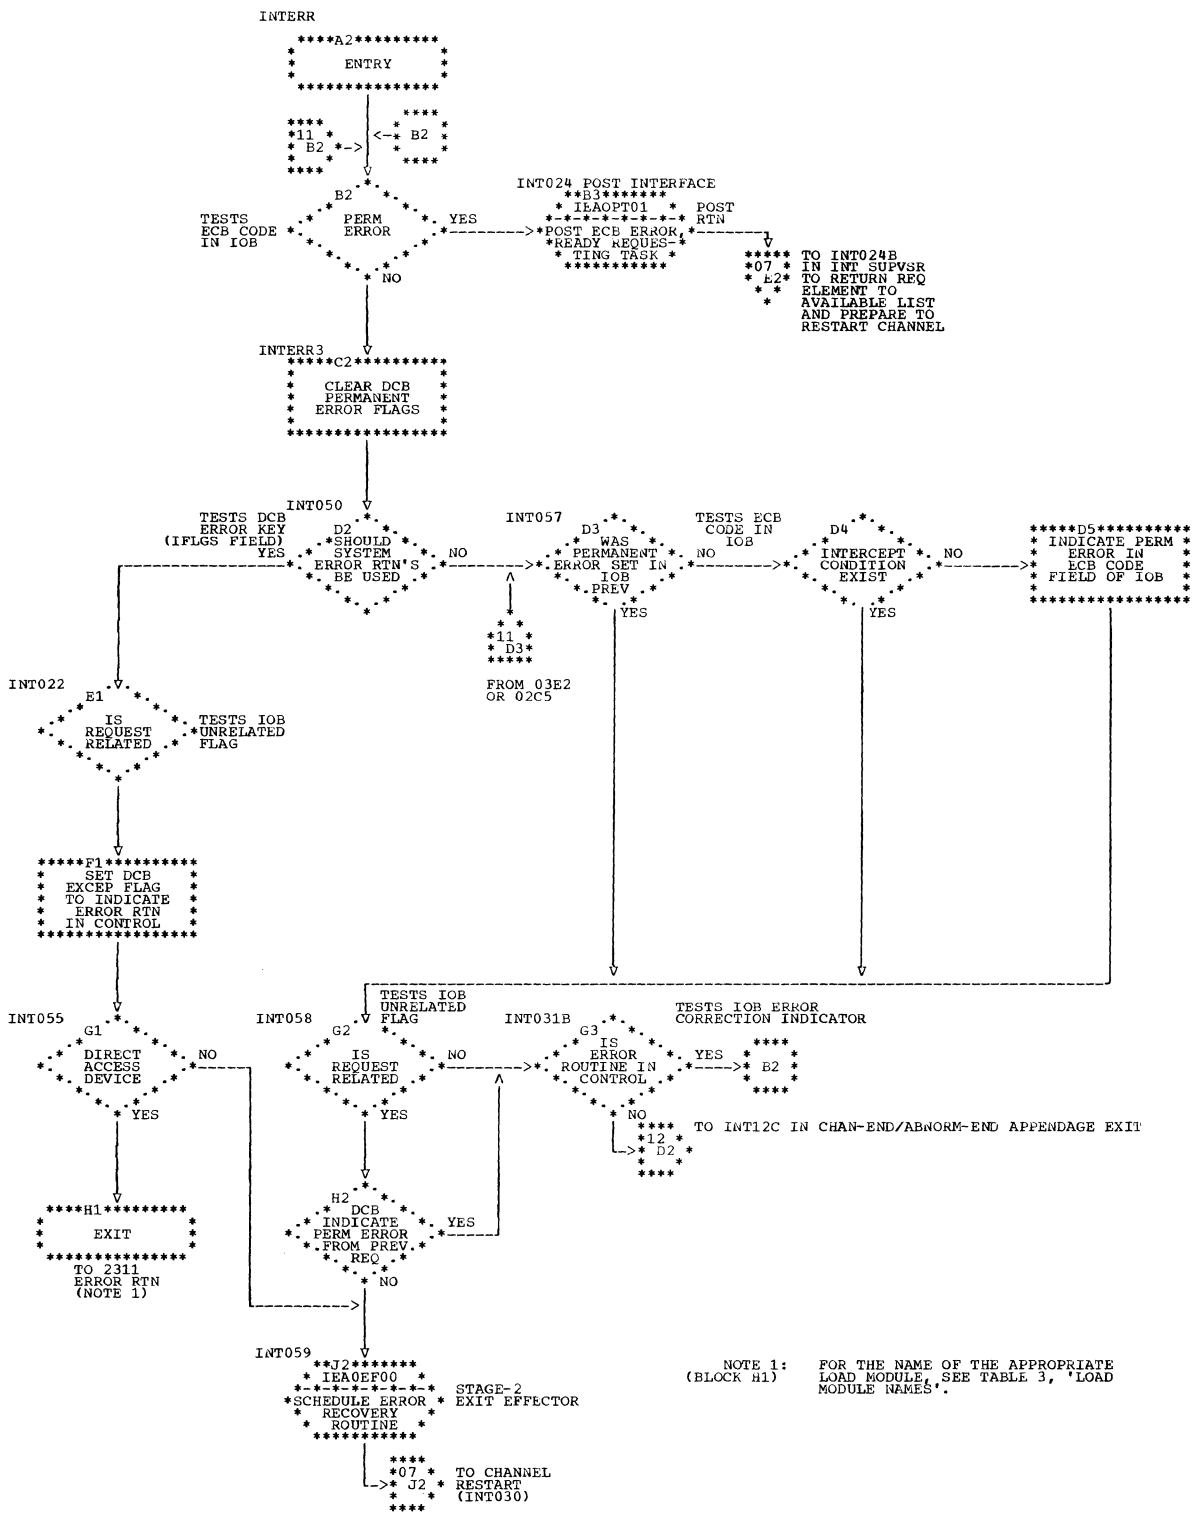 INTERR
A2
ENTRY
11
B2
B2
INT024 POST INTERFACE
B2
PERM
ERROR
TESTS
ECB CODE
IN IOB
YES
NO
B3
IEAOPT01
POST ECB ERROR,
READY REQUES-
TING TASK
POST
RTN
07
E2
TO INT024B
IN INT SUPVSR
TO RETURN REQ
ELEMENT TO
AVAILABLE LIST
AND PREPARE TO
RESTART CHANNEL
INTERR3
C2
CLEAR DCB
PERMANENT
ERROR FLAGS
INT050
TESTS DCB
ERROR KEY
(IFLGS FIELD)
YES
D2
SHOULD
SYSTEM
ERROR RTN'S
BE USED
NO
INT057
D3
WAS
PERMANENT
ERROR SET IN
IOB
PREV
YES
TESTS ECB
CODE IN
IOB
NO
D4
INTERCEPT
CONDITION
EXIST
NO
YES
D5
INDICATE PERM
ERROR IN
ECB CODE
FIELD OF IOB
11
D3
FROM 03E2
OR 02C5
INT022
E1
IS
REQUEST
RELATED
TESTS IOB
UNRELATED
FLAG
F1
SET DCB
EXCEP FLAG
TO INDICATE
ERROR RTN
IN CONTROL
INT055
G1
DIRECT
ACCESS
DEVICE
NO
YES
TESTS IOB
UNRELATED
FLAG
INT058
G2
IS
REQUEST
RELATED
NO
YES
INT031B
G3
IS
ERROR
ROUTINE IN
CONTROL
TESTS IOB ERROR
CORRECTION INDICATOR
YES
B2
NO
12
D2
TO INT12C IN CHAN-END/ABNORM-END APPENDAGE EXIT
H1
EXIT
TO 2311
ERROR RTN
(NOTE 1)
H2
DCB
INDICATE
PERM ERROR
FROM PREV
REQ
YES
NO
INT059
J2
IEA0EF00
SCHEDULE ERROR
RECOVERY
ROUTINE
STAGE-2
EXIT EFFECTOR
07
J2
TO CHANNEL
RESTART
(INT030)
NOTE 1: FOR THE NAME OF THE APPROPRIATE
(BLOCK H1) LOAD MODULE, SEE TABLE 3, 'LOAD
MODULE NAMES'.